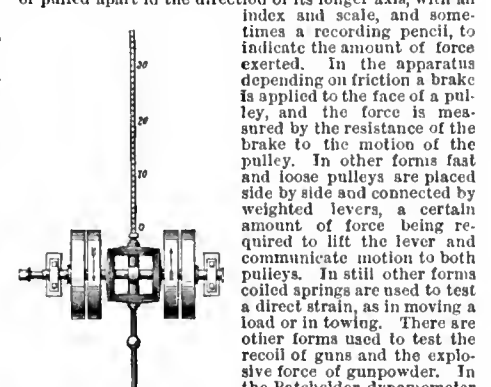 or pulled apart in the direction of its longer axis, with an
index and scale, and some-
times a recording pencil, to
indicate the amount of force
exerted. In the apparatus
depending on friction a brake
is applied to the face of a pul-
ley, and the force is mea-
sured by the resistance of the
brake to the motion of the
pulley. In other forms fast
and loose pulleys are placed
side by side and connected by
weighted levers, a certain
amount of force being re-
quired to lift the lever and
communicate motion to both
pulleys. In still other forms
coiled springs are used to test
a direct strain, as in moving a
load or in towing. There are
other forms used to test the
recoil of guns and the explo-
sive force of gunpowder. In
the Batchelder dynamometer
30
20
10
0